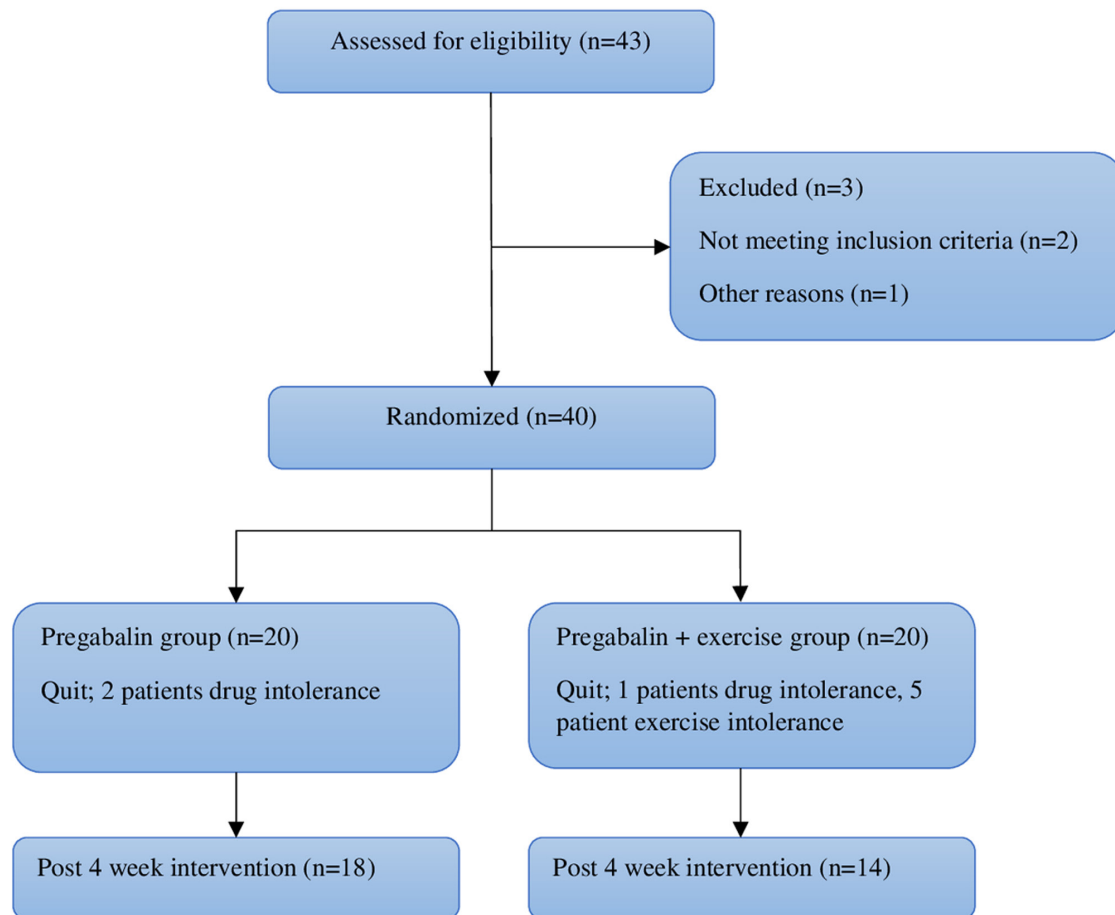 Assessed for eligibility (n=43)
Excluded (n=3)
Not meeting inclusion criteria (n=2)
Other reasons (n=1)
Randomized (n=40)
Pregabalin group (n=20)
Quit; 2 patients drug intolerance
Pregabalin + exercise group (n=20)
Quit; 1 patients drug intolerance, 5
patient exercise intolerance
Post 4 week intervention (n=18)
Post 4 week intervention (n=14)